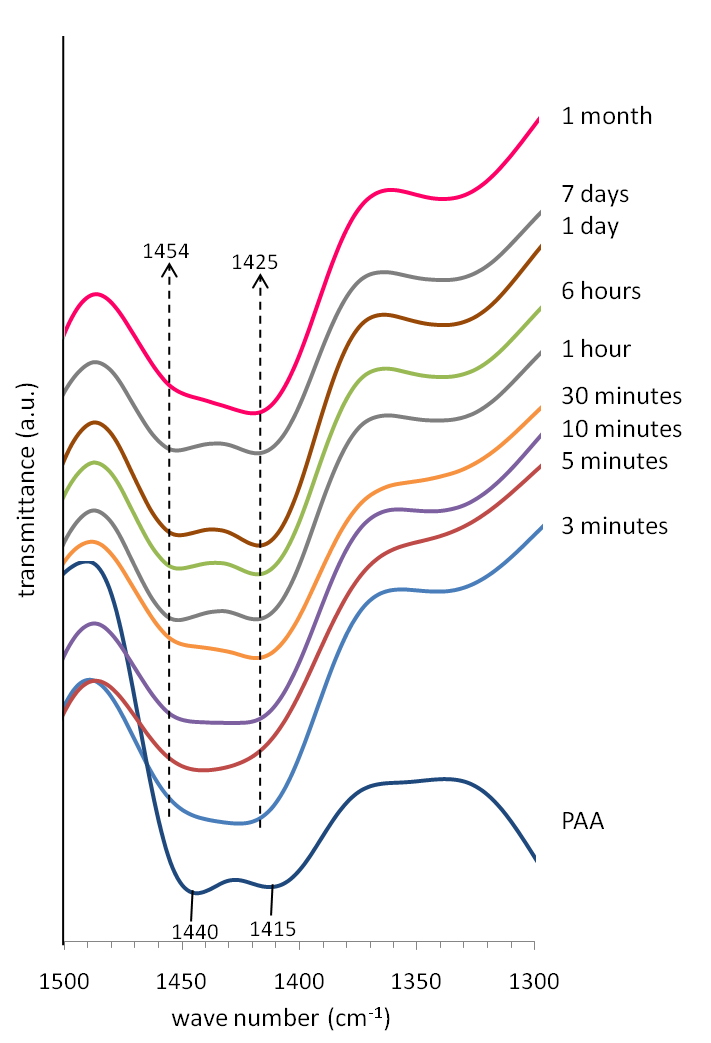 1 month
7 days
1 day
1454
1425
6 hours
1 hour
30 minutes
10 minutes
5 minutes
3 minutes
transmittance (a.u.)
PAA
1440
1415
1500
1450
1400
1350
1300
wave number (cm⁻¹)